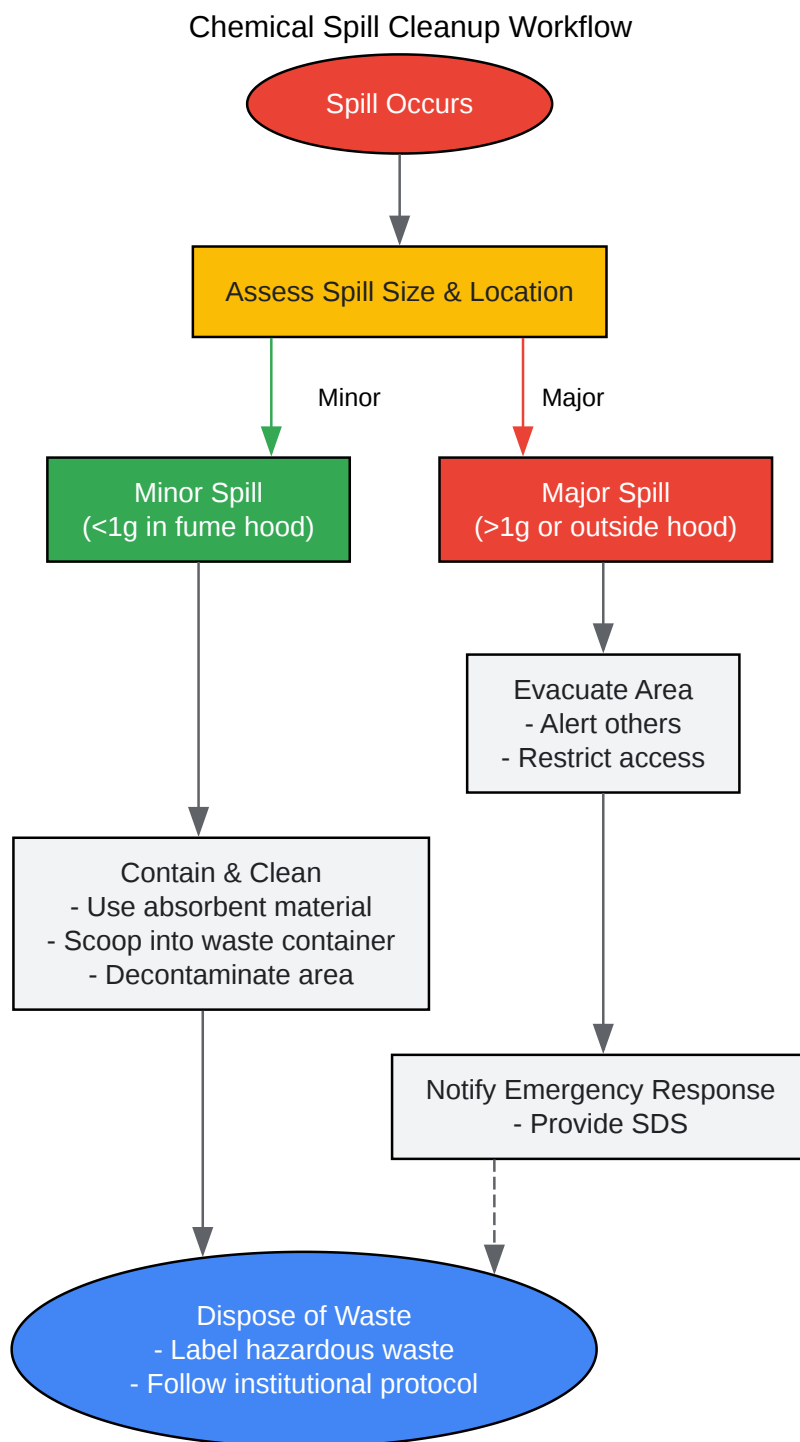 Chemical Spill Cleanup Workflow
Spill Occurs
Assess Spill Size & Location
Minor
Major
Minor Spill
(<1g in fume hood)
Major Spill
(>1g or outside hood)
Evacuate Area
- Alert others
- Restrict access
Contain & Clean
- Use absorbent material
- Scoop into waste container
- Decontaminate area
Notify Emergency Response
- Provide SDS
Dispose of Waste
- Label hazardous waste
- Follow institutional protocol